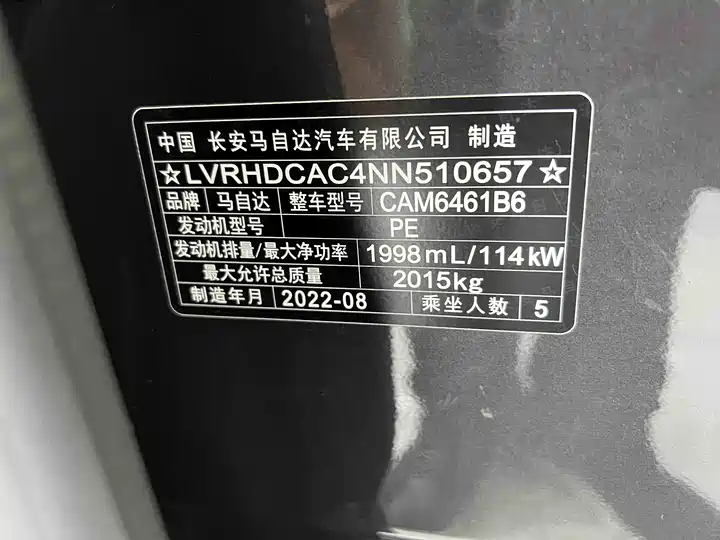 中国 长安马自达汽车有限公司 制造
☆LVRHDCAC4NN510657☆
品牌 马自达 整车型号 CAM6461B6
发动机型号 PE
发动机排量/最大净功率 1998mL/114kW
最大允许总质量 2015kg
制造年月 2022-08 乘坐人数 5